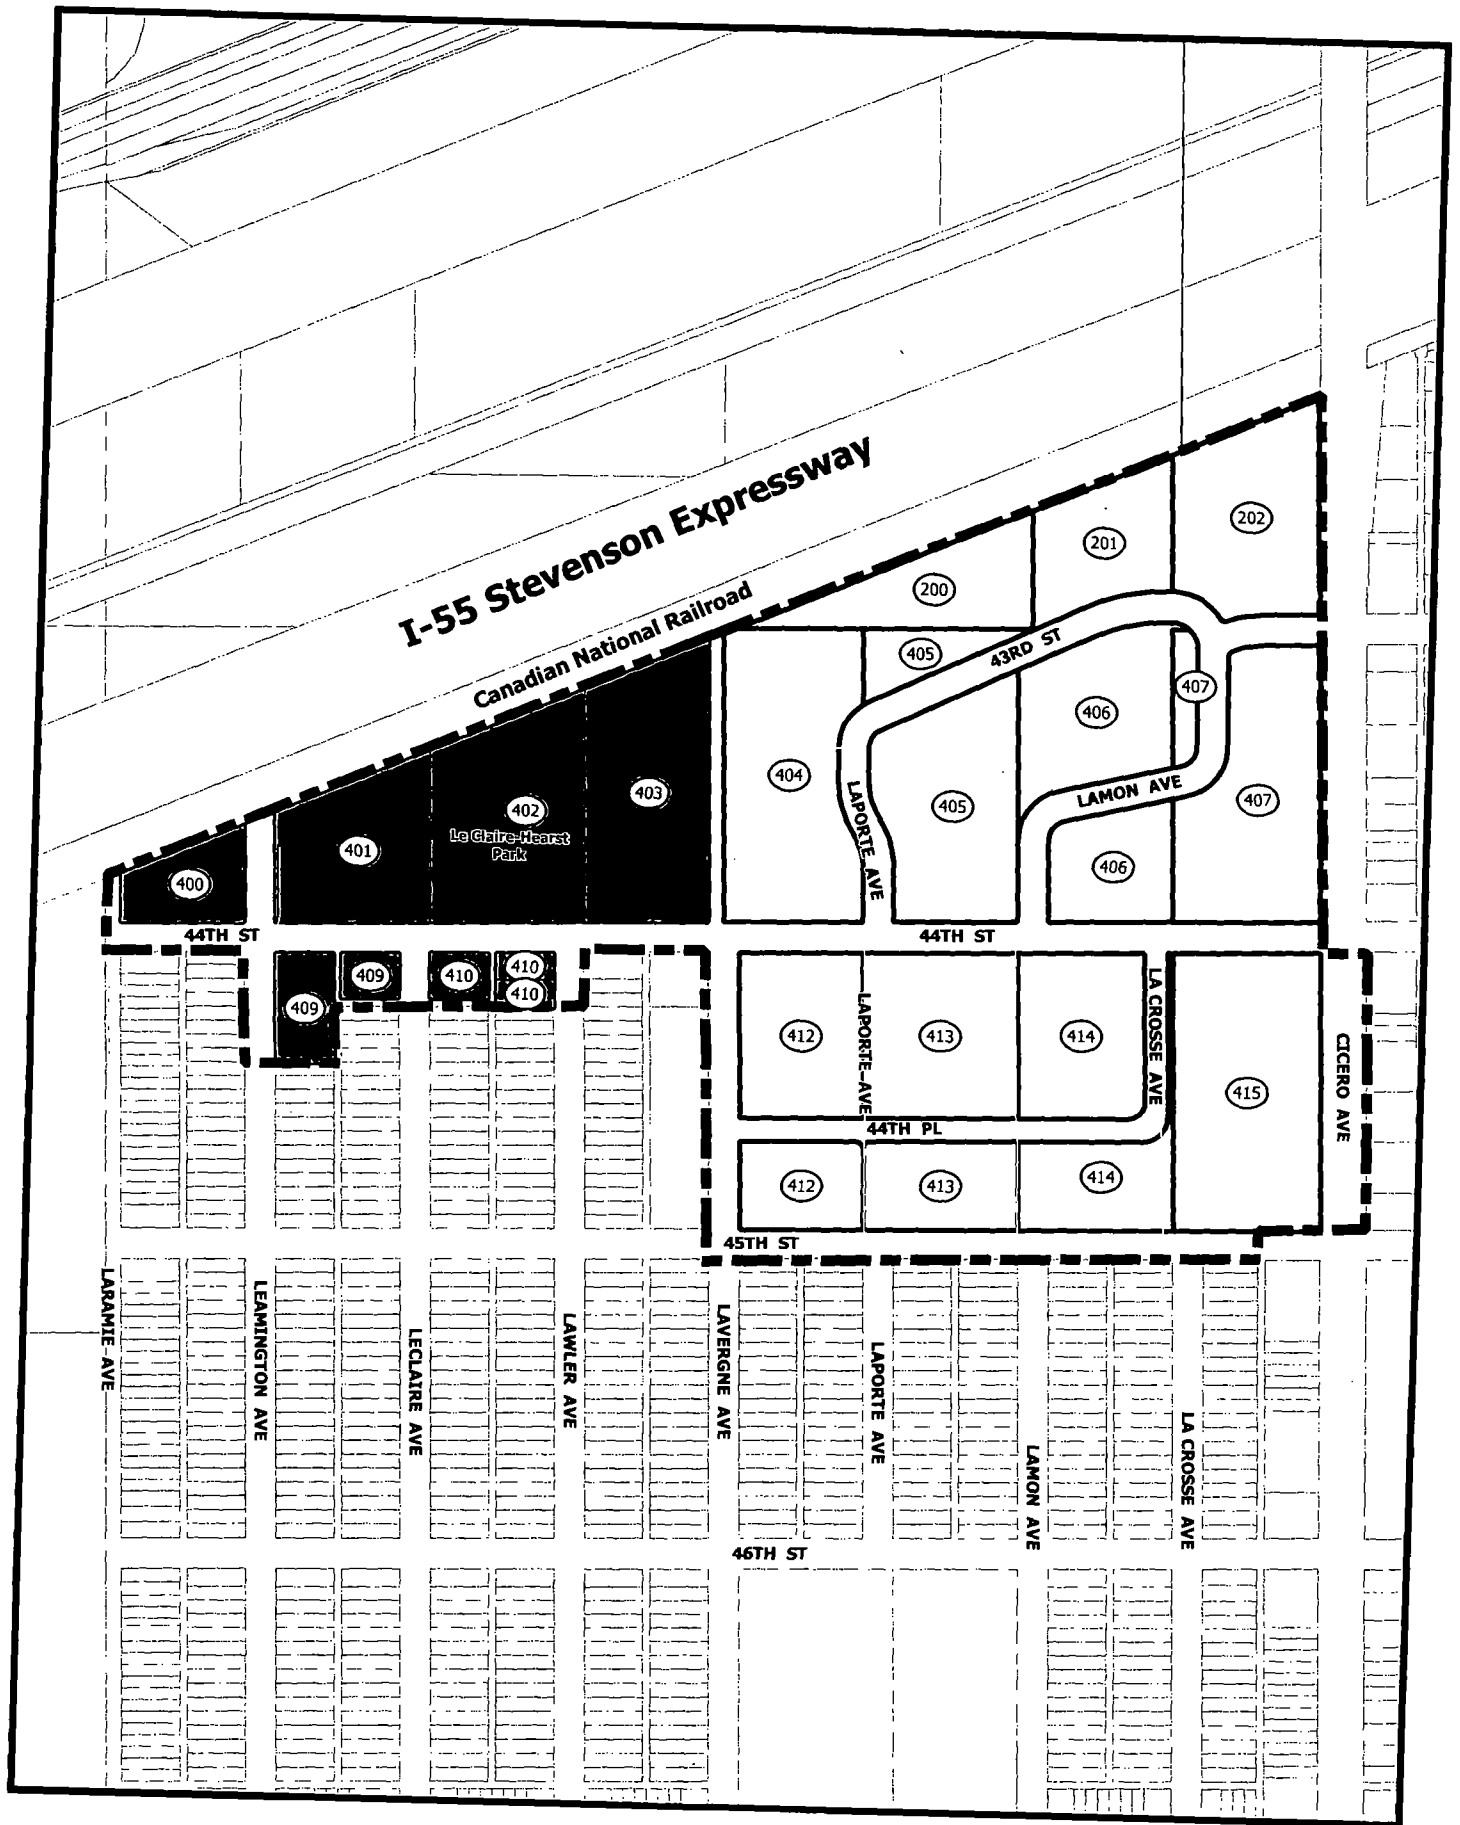 I-55 Stevenson Expressway
Canadian National Railroad
202
201
200
405
43RD ST
407
406
404
403
402
Le Claire-Hearst
Park
401
400
LAPORTE AVE
405
LAMON AVE
407
406
44TH ST
44TH ST
409
409
410
410
410
412
LAPORTE AVE
413
414
LA CROSSE AVE
415
CICERO AVE
44TH PL
412
413
414
45TH ST
LARAMIE AVE
LEAMINGTON AVE
LECLAIRE AVE
LAWLER AVE
LAVERGNE AVE
LAPORTE AVE
LAMON AVE
LA CROSSE AVE
46TH ST